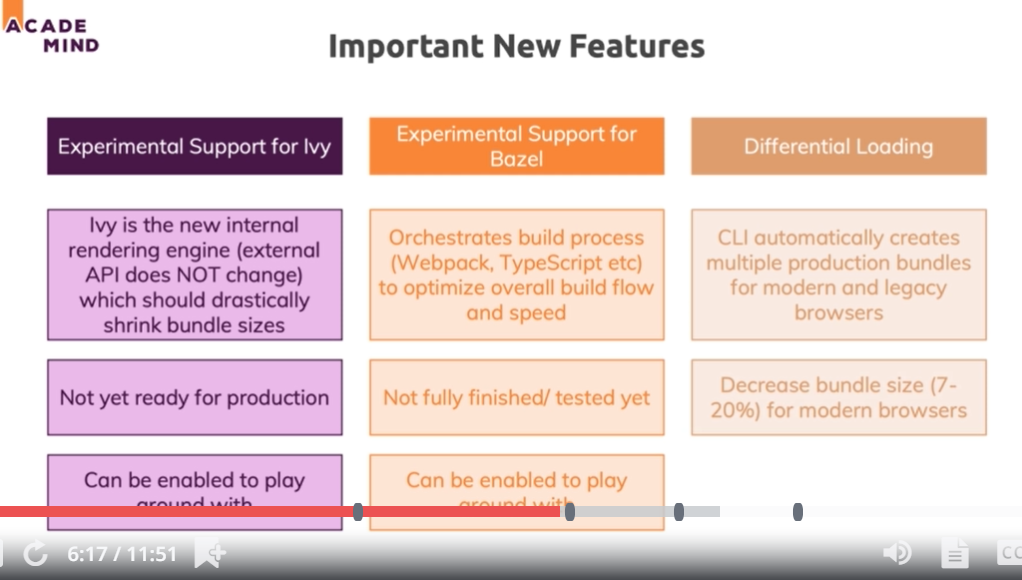 ACADE
MIND
Important New Features
Experimental Support for Ivy
Ivy is the new internal
rendering engine (external
API does NOT change)
which should drastically
shrink bundle sizes
Not yet ready for production
Can be enabled to play
around with
Experimental Support for
Bazel
Orchestrates build process
(Webpack, TypeScript etc)
to optimize overall build flow
and speed
Not fully finished/ tested yet
Can be enabled to play
around with
Differential Loading
CLI automatically creates
multiple production bundles
for modern and legacy
browsers
Decrease bundle size (7-
20%) for modern browsers
6:17 / 11:51
CC